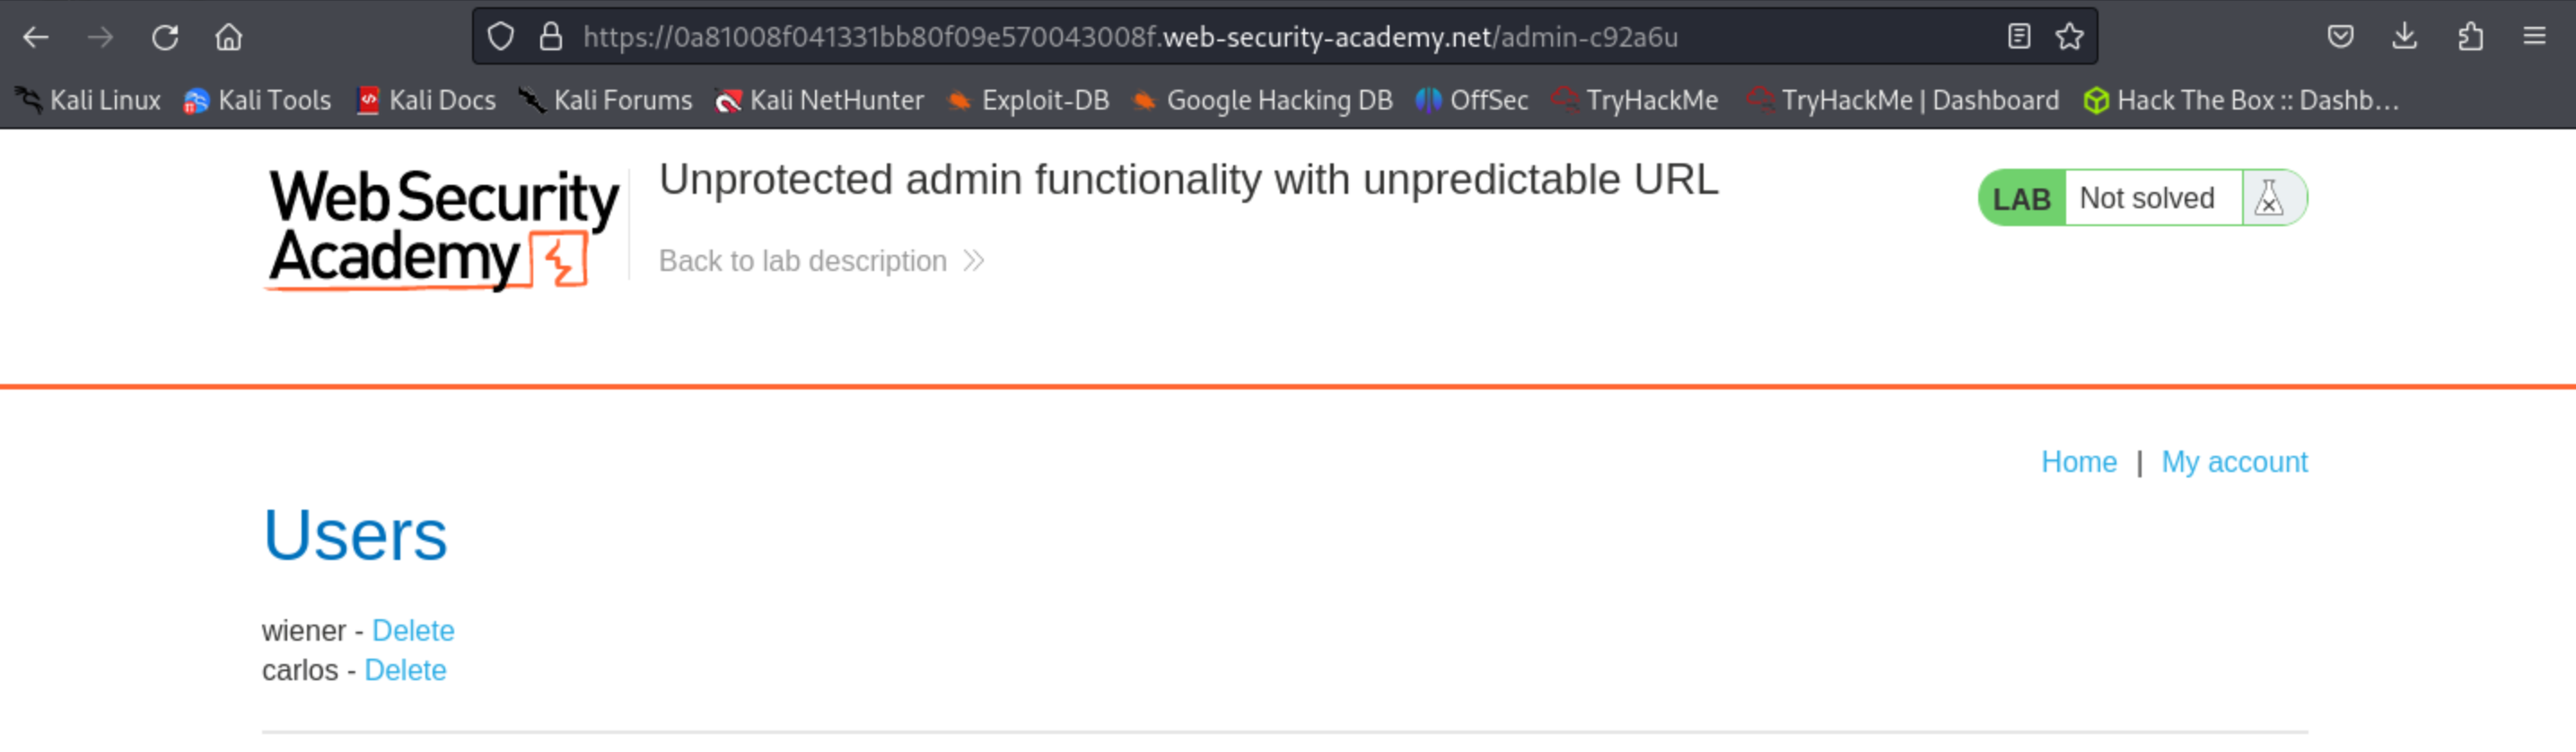 https://0a81008f041331bb80f09e570043008f.web-security-academy.net/admin-c92a6u
Kali Linux Kali Tools Kali Docs Kali Forums Kali NetHunter Exploit-DB Google Hacking DB OffSec TryHackMe TryHackMe | Dashboard Hack The Box :: Dashb…
Web Security
Academy
Unprotected admin functionality with unpredictable URL
Back to lab description
LAB Not solved
Home | My account
Users
wiener - Delete
carlos - Delete